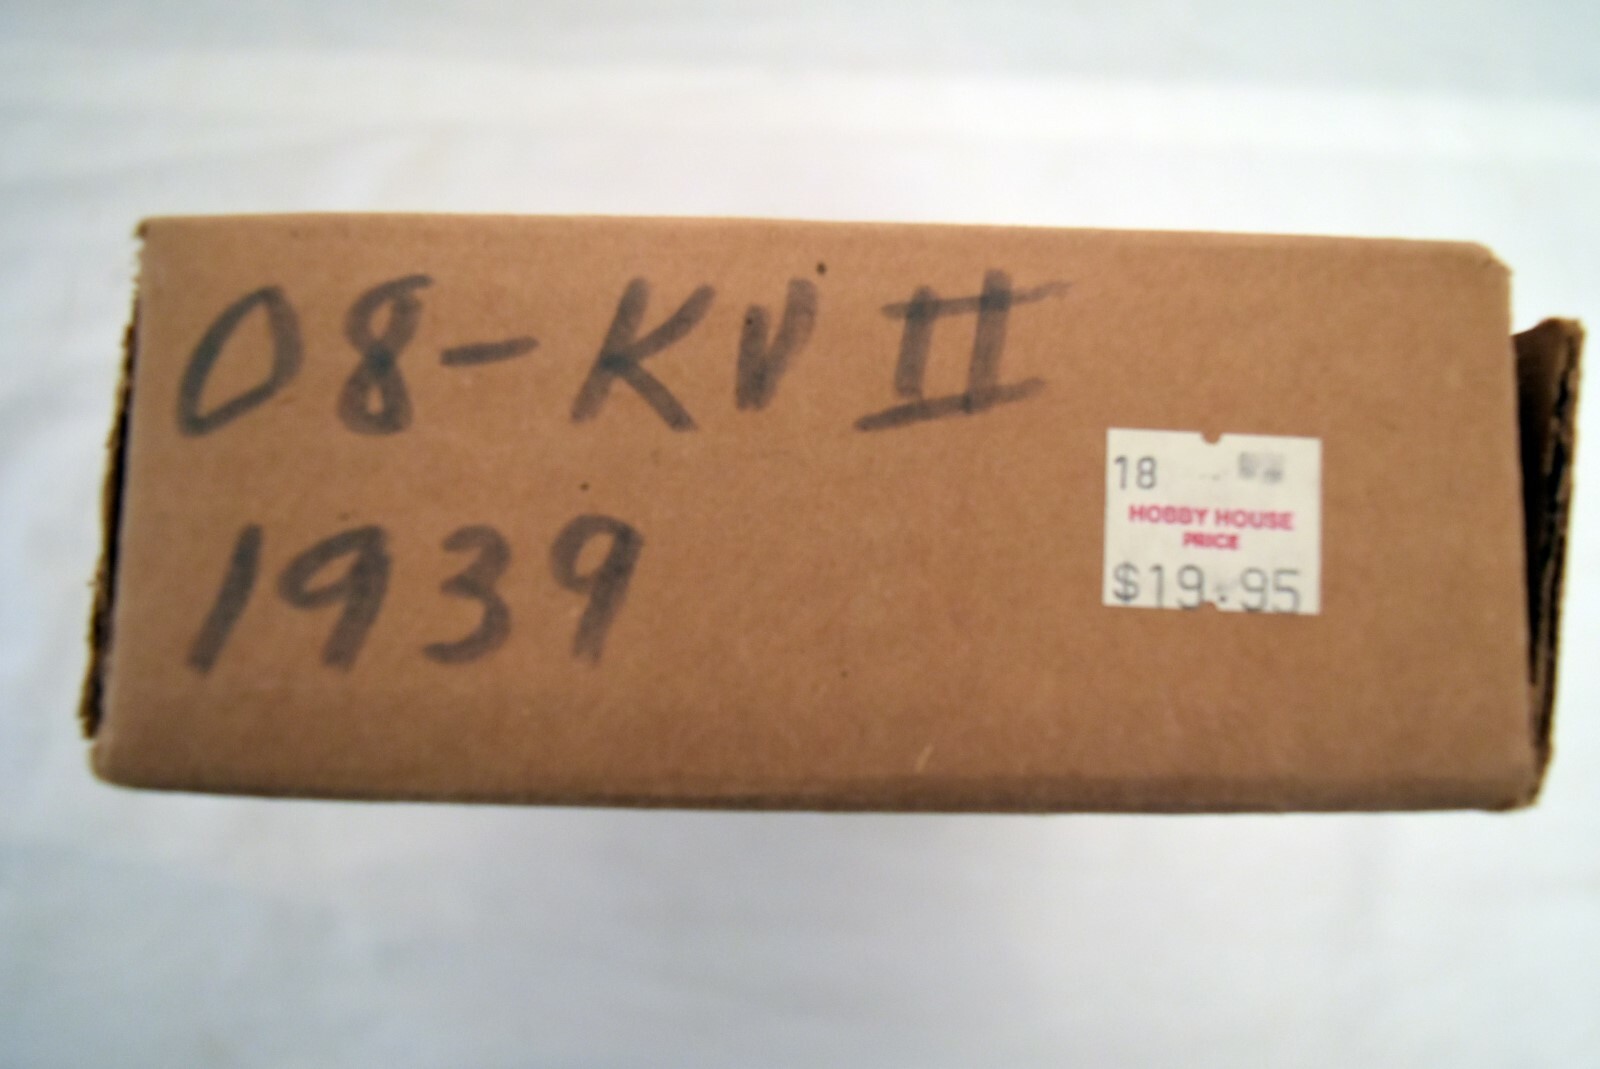 08-KV II
1939
18
HOBBY HOUSE
PRICE
$19.95